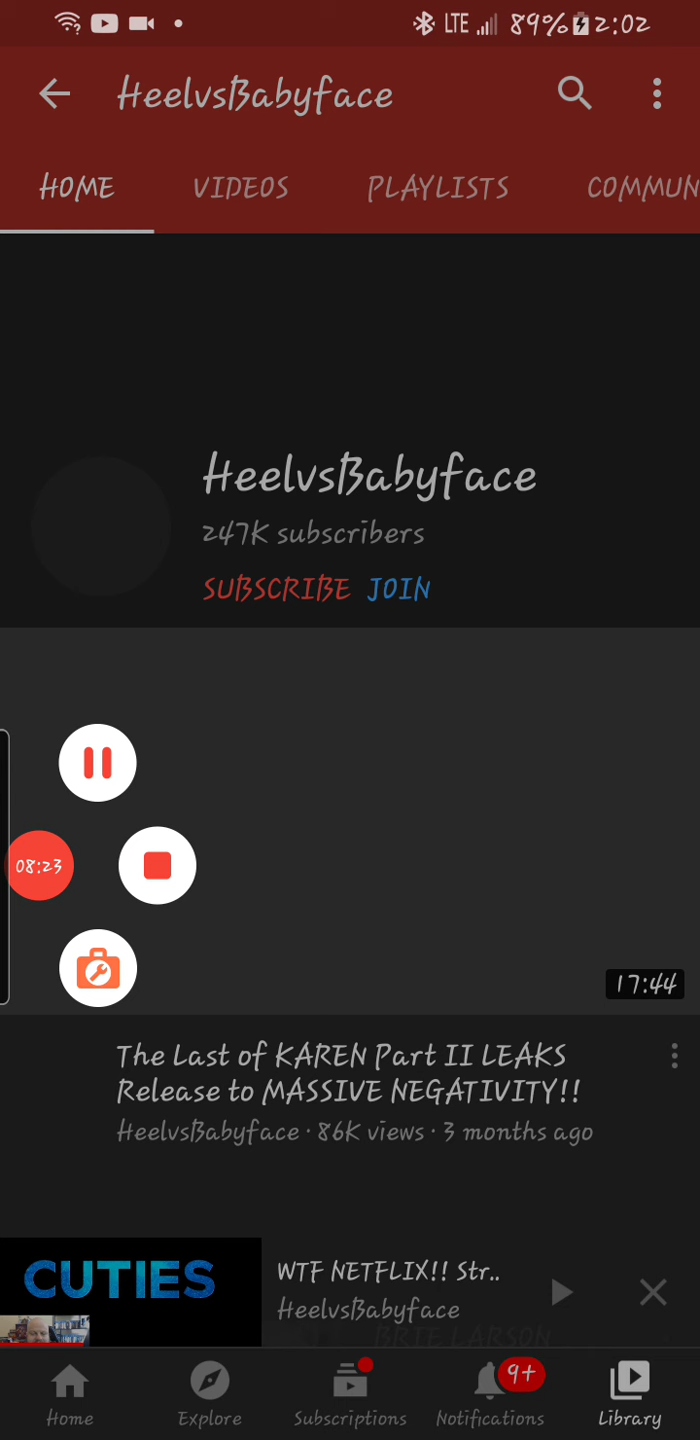 LTE 89% 2:02
HeelvsBabyface
HOME VIDEOS PLAYLISTS COMMUN
HeelvsBabyface
247K subscribers
SUBSCRIBE JOIN
08:23
17:44
The Last of KAREN Part II LEAKS
Release to MASSIVE NEGATIVITY!!
HeelvsBabyface · 86K views · 3 months ago
CUTIES
WTF NETFLIX!! Str..
HeelvsBabyface
BRIE LARSON
9+
Home Explore Subscriptions Notifications Library